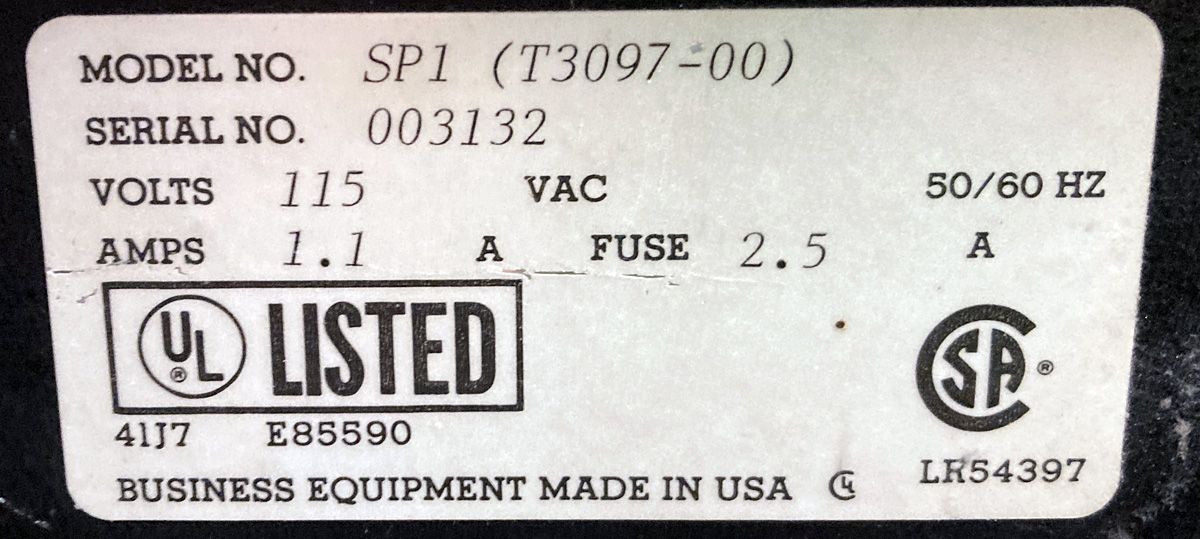 MODEL NO. SP1 (T3097-00)
SERIAL NO. 003132
VOLTS 115 VAC 50/60 HZ
AMPS 1.1 A FUSE 2.5 A
UL® LISTED
CSA®
41J7 E85590
LR54397
BUSINESS EQUIPMENT MADE IN USA